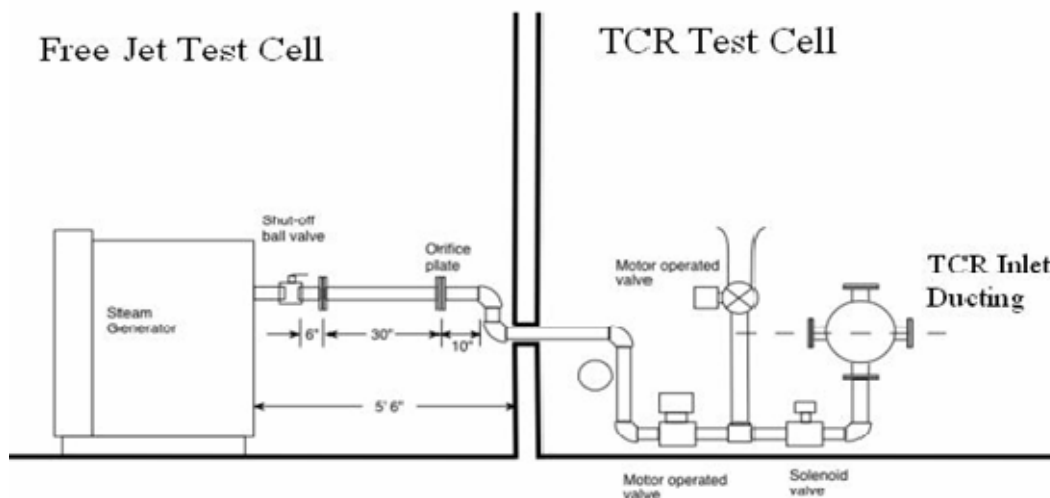 Free Jet Test Cell
TCR Test Cell
Shut-off
ball valve
Orifice
plate
Steam
Generator
6"
30"
10"
5' 6"
Motor operated
valve
TCR Inlet
Ducting
Motor operated
valve
Solenoid
valve